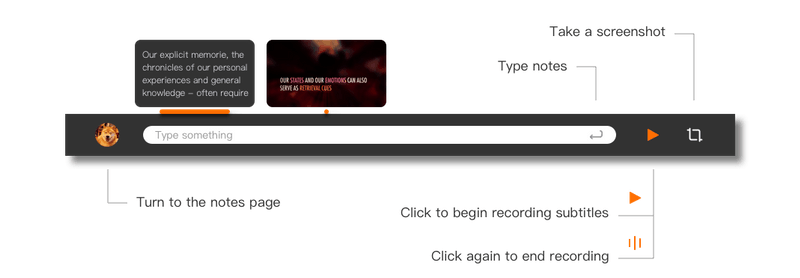 Take a screenshot
Type notes
Our explicit memorie, the
chronicles of our personal
experiences and general
knowledge – often require
OUR STATES AND OUR EMOTIONS CAN ALSO
SERVE AS RETRIEVAL CUES
Type something
Turn to the notes page
Click to begin recording subtitles
Click again to end recording